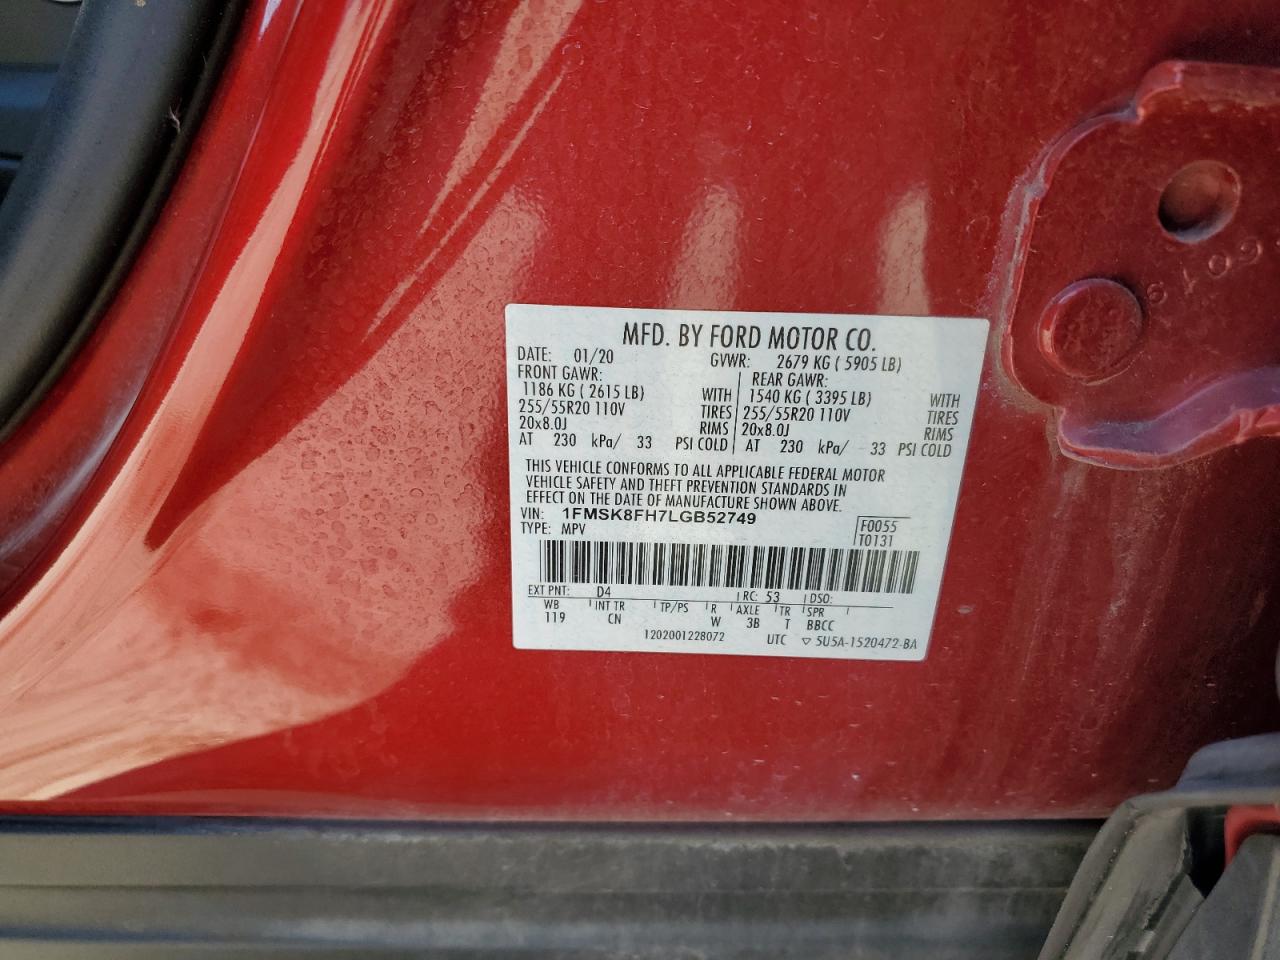 MFD. BY FORD MOTOR CO.
DATE: 01/20 GVWR: 2679 KG ( 5905 LB)
FRONT GAWR: REAR GAWR:
1186 KG ( 2615 LB) WITH 1540 KG ( 3395 LB) WITH
255/55R20 110V TIRES 255/55R20 110V TIRES
20x8.0J RIMS 20x8.0J RIMS
AT 230 kPa/ 33 PSI COLD AT 230 kPa/ 33 PSI COLD
THIS VEHICLE CONFORMS TO ALL APPLICABLE FEDERAL MOTOR
VEHICLE SAFETY AND THEFT PREVENTION STANDARDS IN
EFFECT ON THE DATE OF MANUFACTURE SHOWN ABOVE.
VIN: 1FMSK8FH7LGB52749 F0055
TYPE: MPV T0131
EXT PNT: D4 RC: 53 DSO:
WB INT TR TP/PS R AXLE TR SPR
119 CN W 3B T BBCC
1202001228072 UTC ▽ 5U5A-1520472-BA